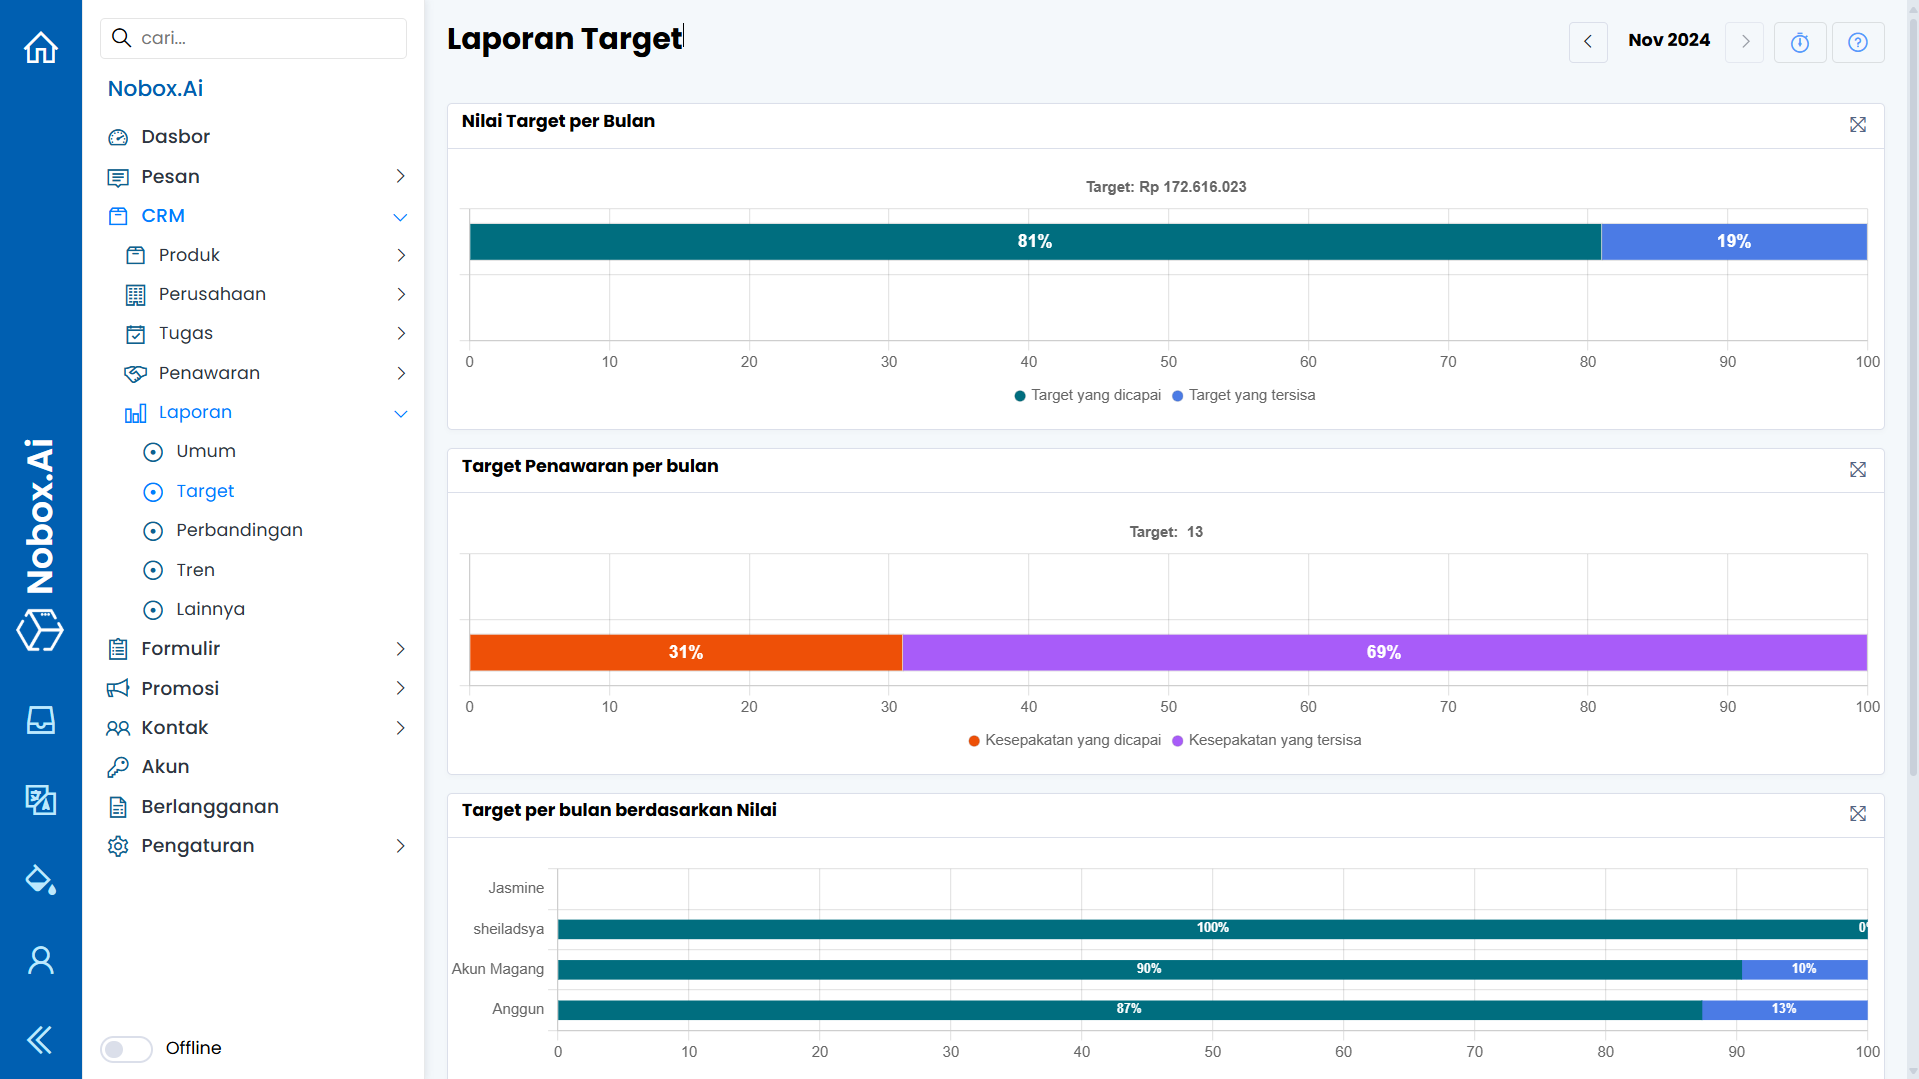 cari...
Nobox.Ai
Dasbor
Pesan
CRM
Produk
Perusahaan
Tugas
Penawaran
Laporan
Umum
Target
Perbandingan
Tren
Lainnya
Formulir
Promosi
Kontak
Akun
Berlangganan
Pengaturan
Offline
Nobox.Ai
Laporan Target
Nov 2024
Nilai Target per Bulan
Target: Rp 172.616.023
81% 19%
0 10 20 30 40 50 60 70 80 90 100
Target yang dicapai Target yang tersisa
Target Penawaran per bulan
Target: 13
31% 69%
0 10 20 30 40 50 60 70 80 90 100
Kesepakatan yang dicapai Kesepakatan yang tersisa
Target per bulan berdasarkan Nilai
Jasmine
sheiladsya 100% 0%
Akun Magang 90% 10%
Anggun 87% 13%
0 10 20 30 40 50 60 70 80 90 100